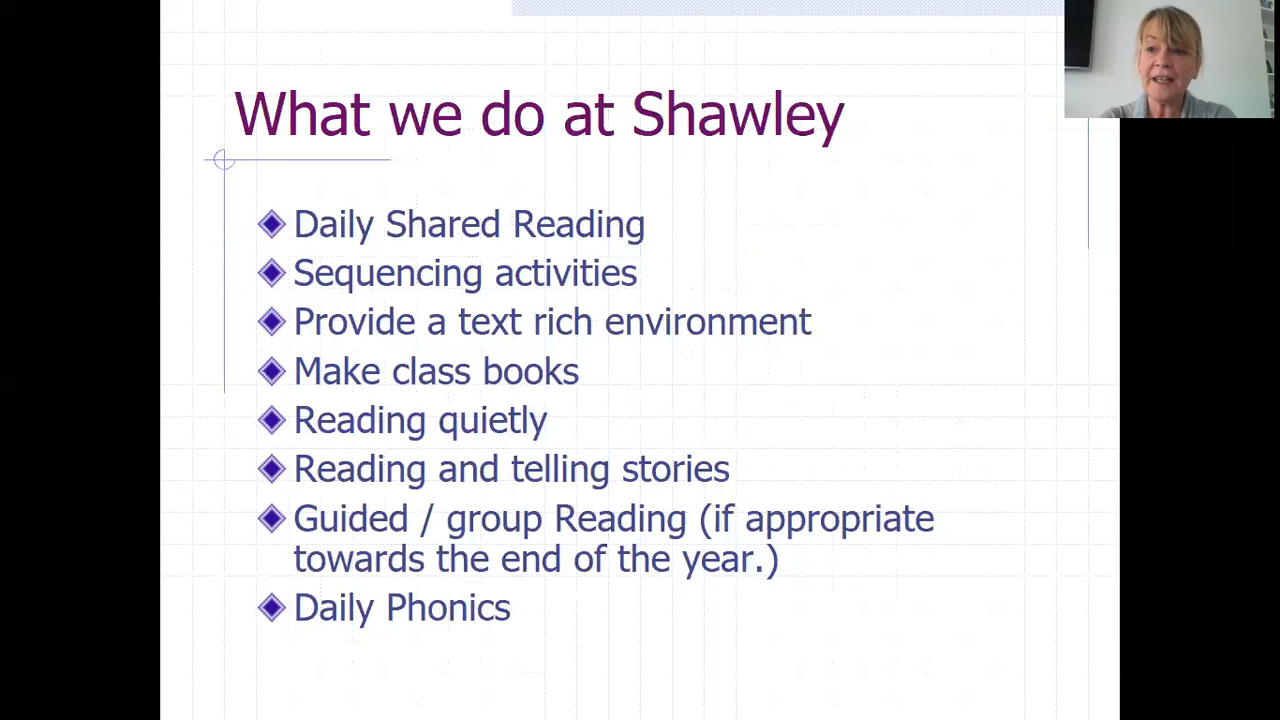 What we do at Shawley
Daily Shared Reading
Sequencing activities
Provide a text rich environment
Make class books
Reading quietly
Reading and telling stories
Guided / group Reading (if appropriate
towards the end of the year.)
Daily Phonics